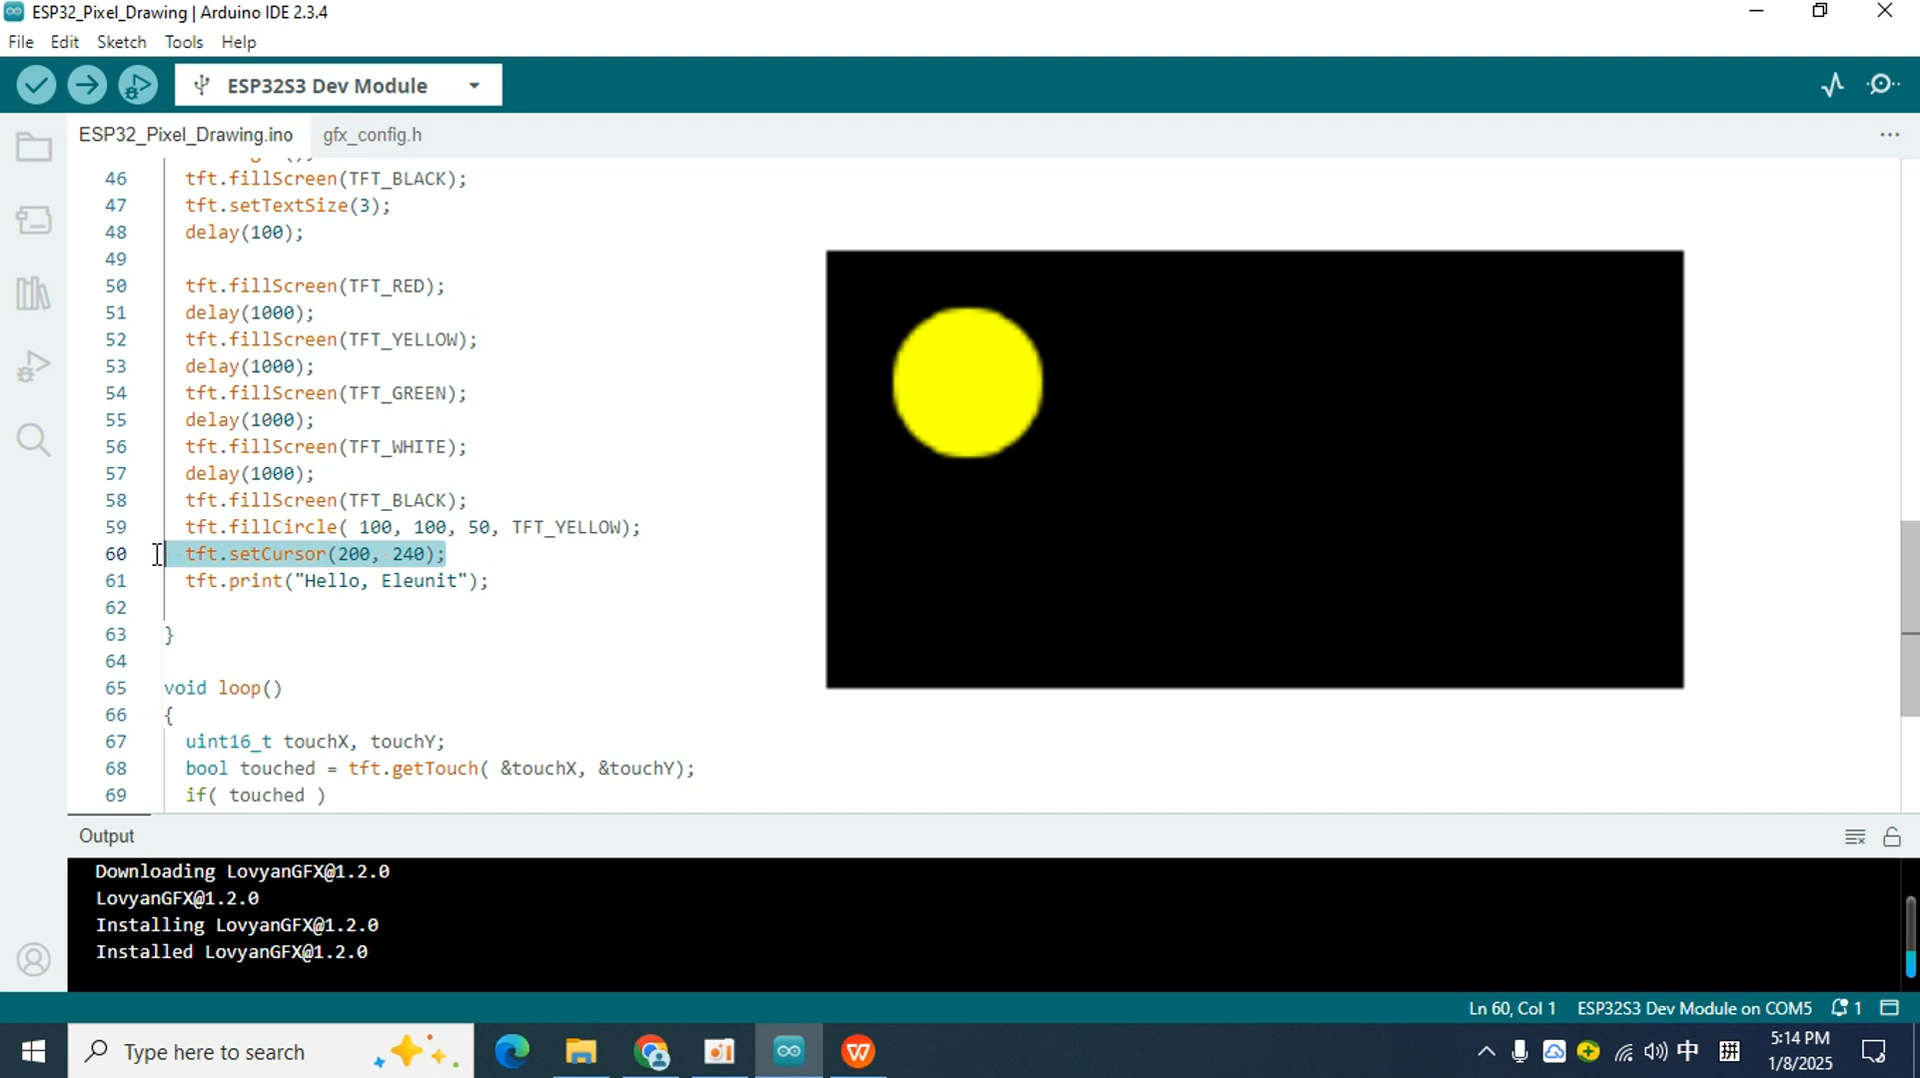 ESP32_Pixel_Drawing | Arduino IDE 2.3.4
File Edit Sketch Tools Help
ESP32S3 Dev Module
ESP32_Pixel_Drawing.ino gfx_config.h
46 tft.fillScreen(TFT_BLACK);
47 tft.setTextSize(3);
48 delay(100);
49
50 tft.fillScreen(TFT_RED);
51 delay(1000);
52 tft.fillScreen(TFT_YELLOW);
53 delay(1000);
54 tft.fillScreen(TFT_GREEN);
55 delay(1000);
56 tft.fillScreen(TFT_WHITE);
57 delay(1000);
58 tft.fillScreen(TFT_BLACK);
59 tft.fillCircle( 100, 100, 50, TFT_YELLOW);
60 tft.setCursor(200, 240);
61 tft.print("Hello, Eleunit");
62
63 }
64
65 void loop()
66 {
67 uint16_t touchX, touchY;
68 bool touched = tft.getTouch( &touchX, &touchY);
69 if( touched )
Output
Downloading LovyanGFX@1.2.0
LovyanGFX@1.2.0
Installing LovyanGFX@1.2.0
Installed LovyanGFX@1.2.0
Ln 60, Col 1 ESP32S3 Dev Module on COM5 1
Type here to search
中 拼
5:14 PM
1/8/2025